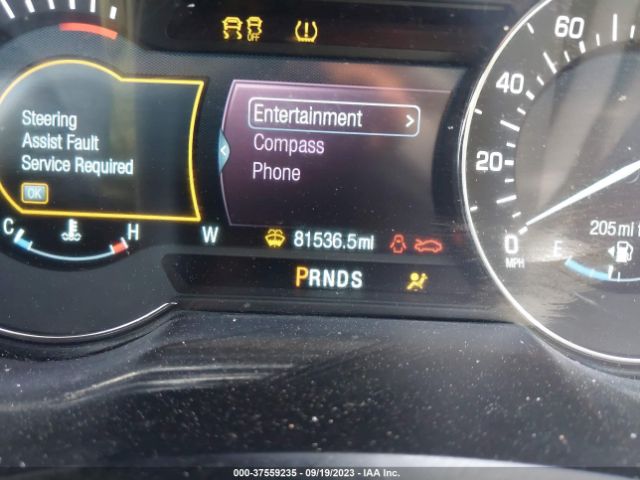 OFF
60
40
20
0
MPH
Steering
Assist Fault
Service Required
OK
Entertainment >
Compass
Phone
C H
W
81536.5mi
205mi
E
PRNDS
000-37559235 - 09/19/2023 - IAA Inc.